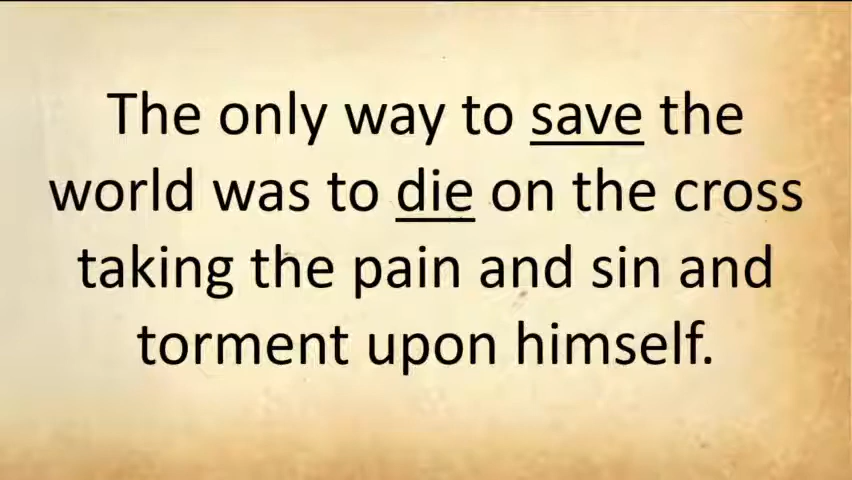 The only way to save the
world was to die on the cross
taking the pain and sin and
torment upon himself.